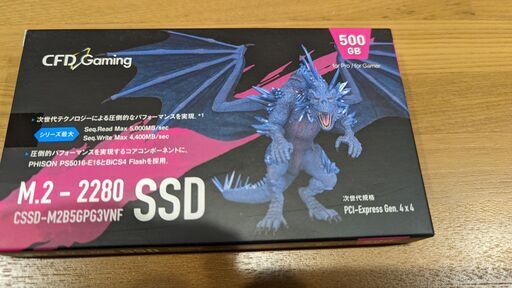 CFD Gaming
500
GB
for Pro / for Gamer
• 次世代テクノロジーによる圧倒的なパフォーマンスを実現。*1
シリーズ最大
Seq.Read Max 5,000MB/sec
Seq.Write Max 4,400MB/sec
• 圧倒的パフォーマンスを実現するコアコンポーネントに、
PHISON PS5016-E16とBiCS4 Flashを採用。
M.2 - 2280 SSD
CSSD-M2B5GPG3VNF
次世代規格
PCI-Express Gen. 4 x 4